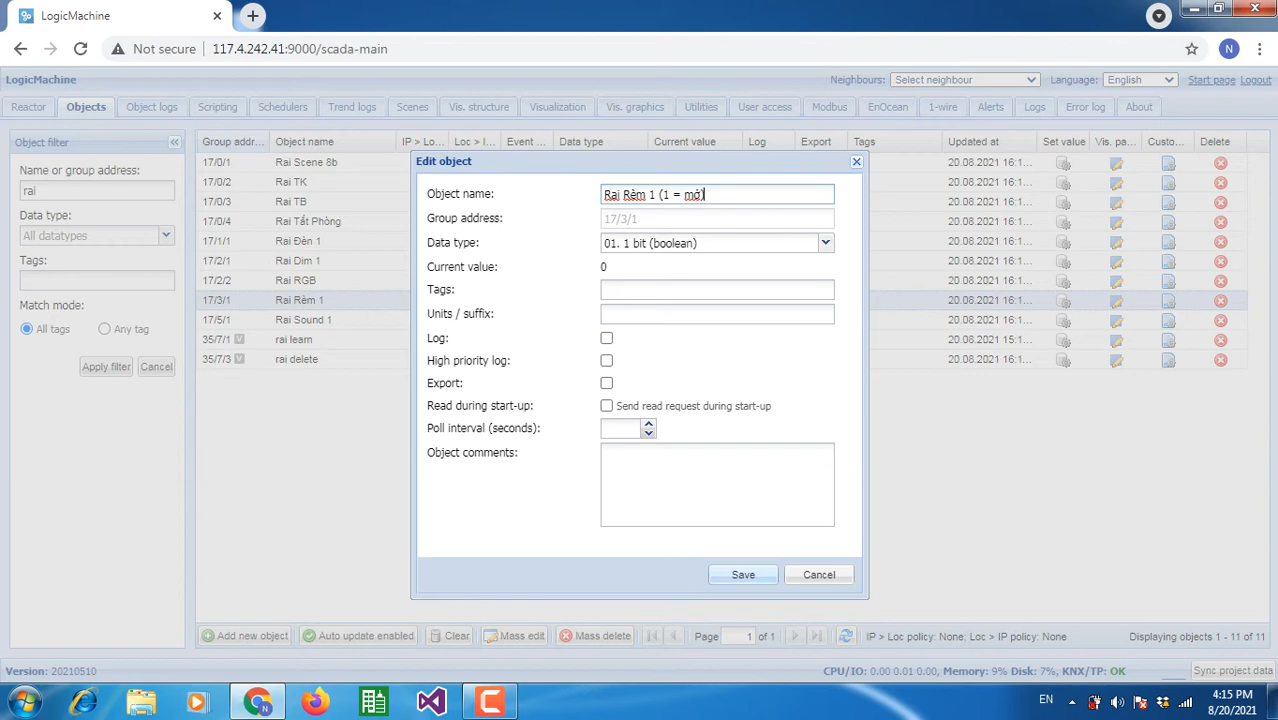 LogicMachine
Not secure
117.4.242.41:9000/scada-main
N
LogicMachine
Neighbours: Select neighbour Language: English Start page Logout
Reactor Objects Object logs Scripting Schedulers Trend logs Scenes Vis. structure Visualization Vis. graphics Utilities User access Modbus EnOcean 1-wire Alerts Logs Error log About
Object filter
Name or group address:
rai
Data type:
All datatypes
Tags:
Match mode:
All tags Any tag
Apply filter Cancel
Group addr... Object name IP > Lo... Loc > I... Event ... Data type Current value Log Export Tags Updated at Set value Vis. pa... Custo... Delete
17/0/1 Rai Scene 8b 20.08.2021 16:1...
17/0/2 Rai TK 20.08.2021 16:1...
17/0/3 Rai TB 20.08.2021 16:1...
17/0/4 Rai Tắt Phòng 20.08.2021 16:1...
17/1/1 Rai Đèn 1 20.08.2021 16:1...
17/2/1 Rai Dim 1 20.08.2021 16:1...
17/2/2 Rai RGB 20.08.2021 16:1...
17/3/1 Rai Rèm 1 20.08.2021 16:1...
17/5/1 Rai Sound 1 20.08.2021 16:1...
35/7/1 V rai learn 20.08.2021 15:1...
35/7/3 V rai delete 20.08.2021 16:1...
Edit object
Object name: Rai Rèm 1 (1 = mở)
Group address: 17/3/1
Data type: 01. 1 bit (boolean)
Current value: 0
Tags:
Units / suffix:
Log:
High priority log:
Export:
Read during start-up: Send read request during start-up
Poll interval (seconds):
Object comments:
Save Cancel
Add new object Auto update enabled Clear Mass edit Mass delete Page 1 of 1 IP > Loc policy: None; Loc > IP policy: None Displaying objects 1 - 11 of 11
Version: 20210510 CPU/IO: 0.00 0.01 0.00, Memory: 9% Disk: 7%, KNX/TP: OK Sync project data
EN
4:15 PM
8/20/2021